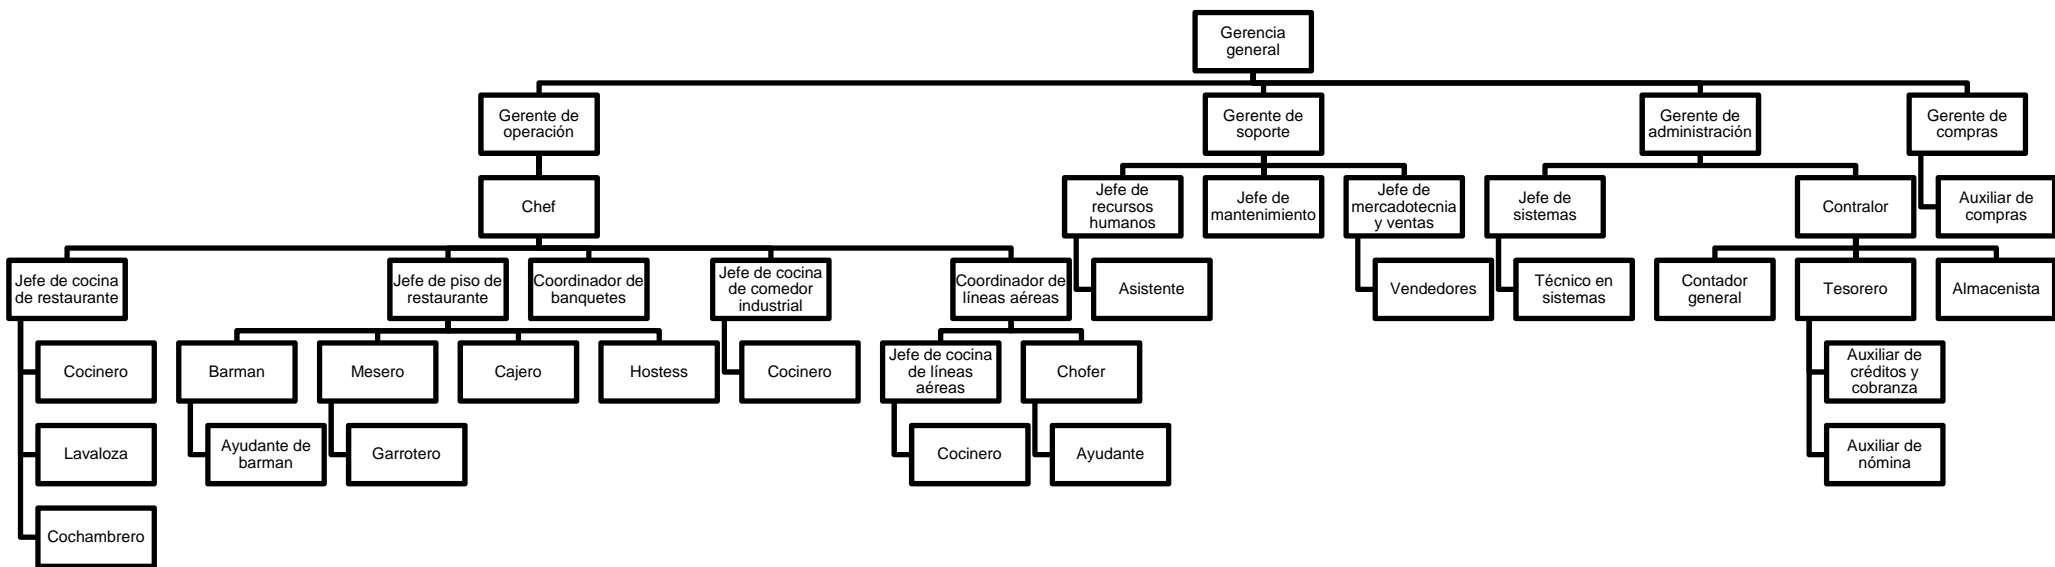 Gerencia
general
Gerente de
operación
Gerente de
soporte
Gerente de
administración
Gerente de
compras
Chef
Jefe de
recursos
humanos
Jefe de
mantenimiento
Jefe de
mercadotecnia
y ventas
Jefe de
sistemas
Contralor
Auxiliar de
compras
Jefe de cocina
de restaurante
Jefe de piso de
restaurante
Coordinador de
banquetes
Jefe de cocina
de comedor
industrial
Coordinador de
líneas aéreas
Asistente
Vendedores
Técnico en
sistemas
Contador
general
Tesorero
Almacenista
Cocinero
Barman
Mesero
Cajero
Hostess
Cocinero
Jefe de cocina
de líneas
aéreas
Chofer
Auxiliar de
créditos y
cobranza
Lavaloza
Ayudante de
barman
Garrotero
Cocinero
Ayudante
Auxiliar de
nómina
Cochambrero